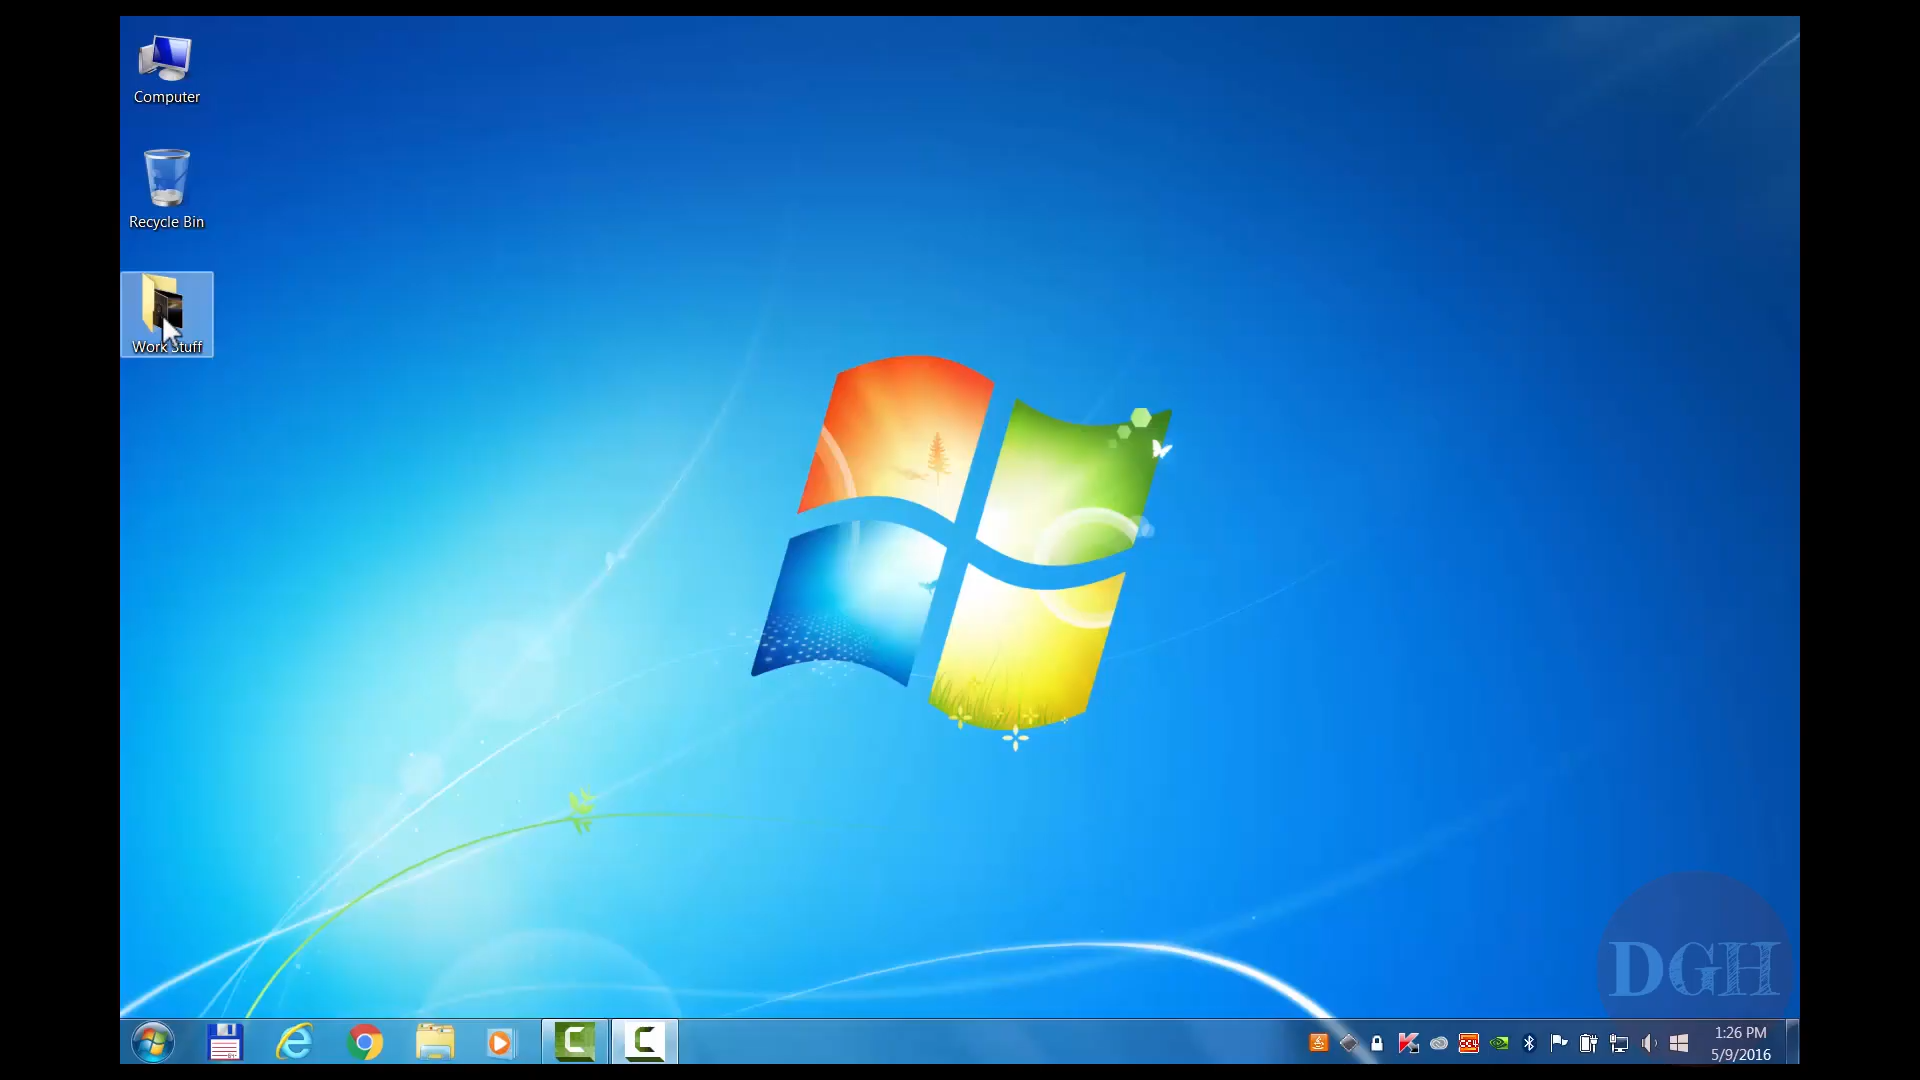 Computer
Recycle Bin
Work Stuff
DGH
1:26 PM
5/9/2016